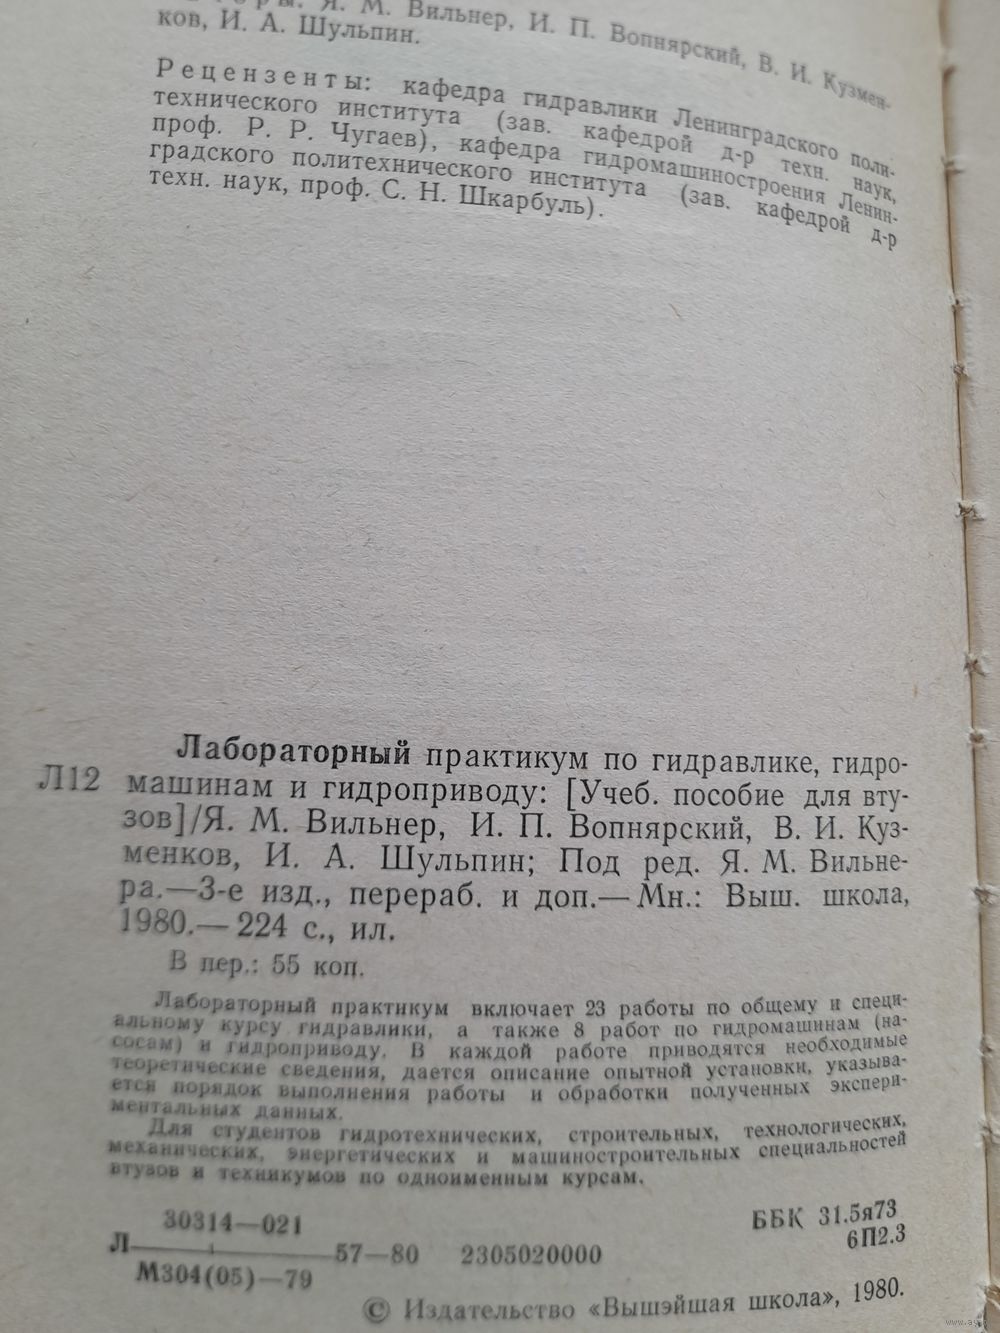 Я. М. Вильнер, И. П. Вопнярский, В. И. Кузмен-
ков, И. А. Шульпин.
Рецензенты: кафедра гидравлики Ленинградского поли-
технического института (зав. кафедрой д-р техн. наук,
проф. Р. Р. Чугаев), кафедра гидромашиностроения Ленин-
градского политехнического института (зав. кафедрой д-р
техн. наук, проф. С. Н. Шкарбуль).
Лабораторный практикум по гидравлике, гидро-
Л12 машинам и гидроприводу: [Учеб. пособие для вту-
зов]/Я. М. Вильнер, И. П. Вопнярский, В. И. Куз-
менков, И. А. Шульпин; Под ред. Я. М. Вильне-
ра.—3-е изд., перераб. и доп.—Мн.: Выш. школа,
1980.—224 с., ил.
В пер.: 55 коп.
Лабораторный практикум включает 23 работы по общему и специ-
альному курсу гидравлики, а также 8 работ по гидромашинам (на-
сосам) и гидроприводу. В каждой работе приводятся необходимые
теоретические сведения, дается описание опытной установки, указыва-
ется порядок выполнения работы и обработки полученных экспери-
ментальных данных.
Для студентов гидротехнических, строительных, технологических,
механических, энергетических и машиностроительных специальностей
втузов и техникумов по одноименным курсам.
30314—021
Л 57—80 2305020000
М304(05)—79
ББК 31.5я73
6П2.3
© Издательство «Вышэйшая школа», 1980.